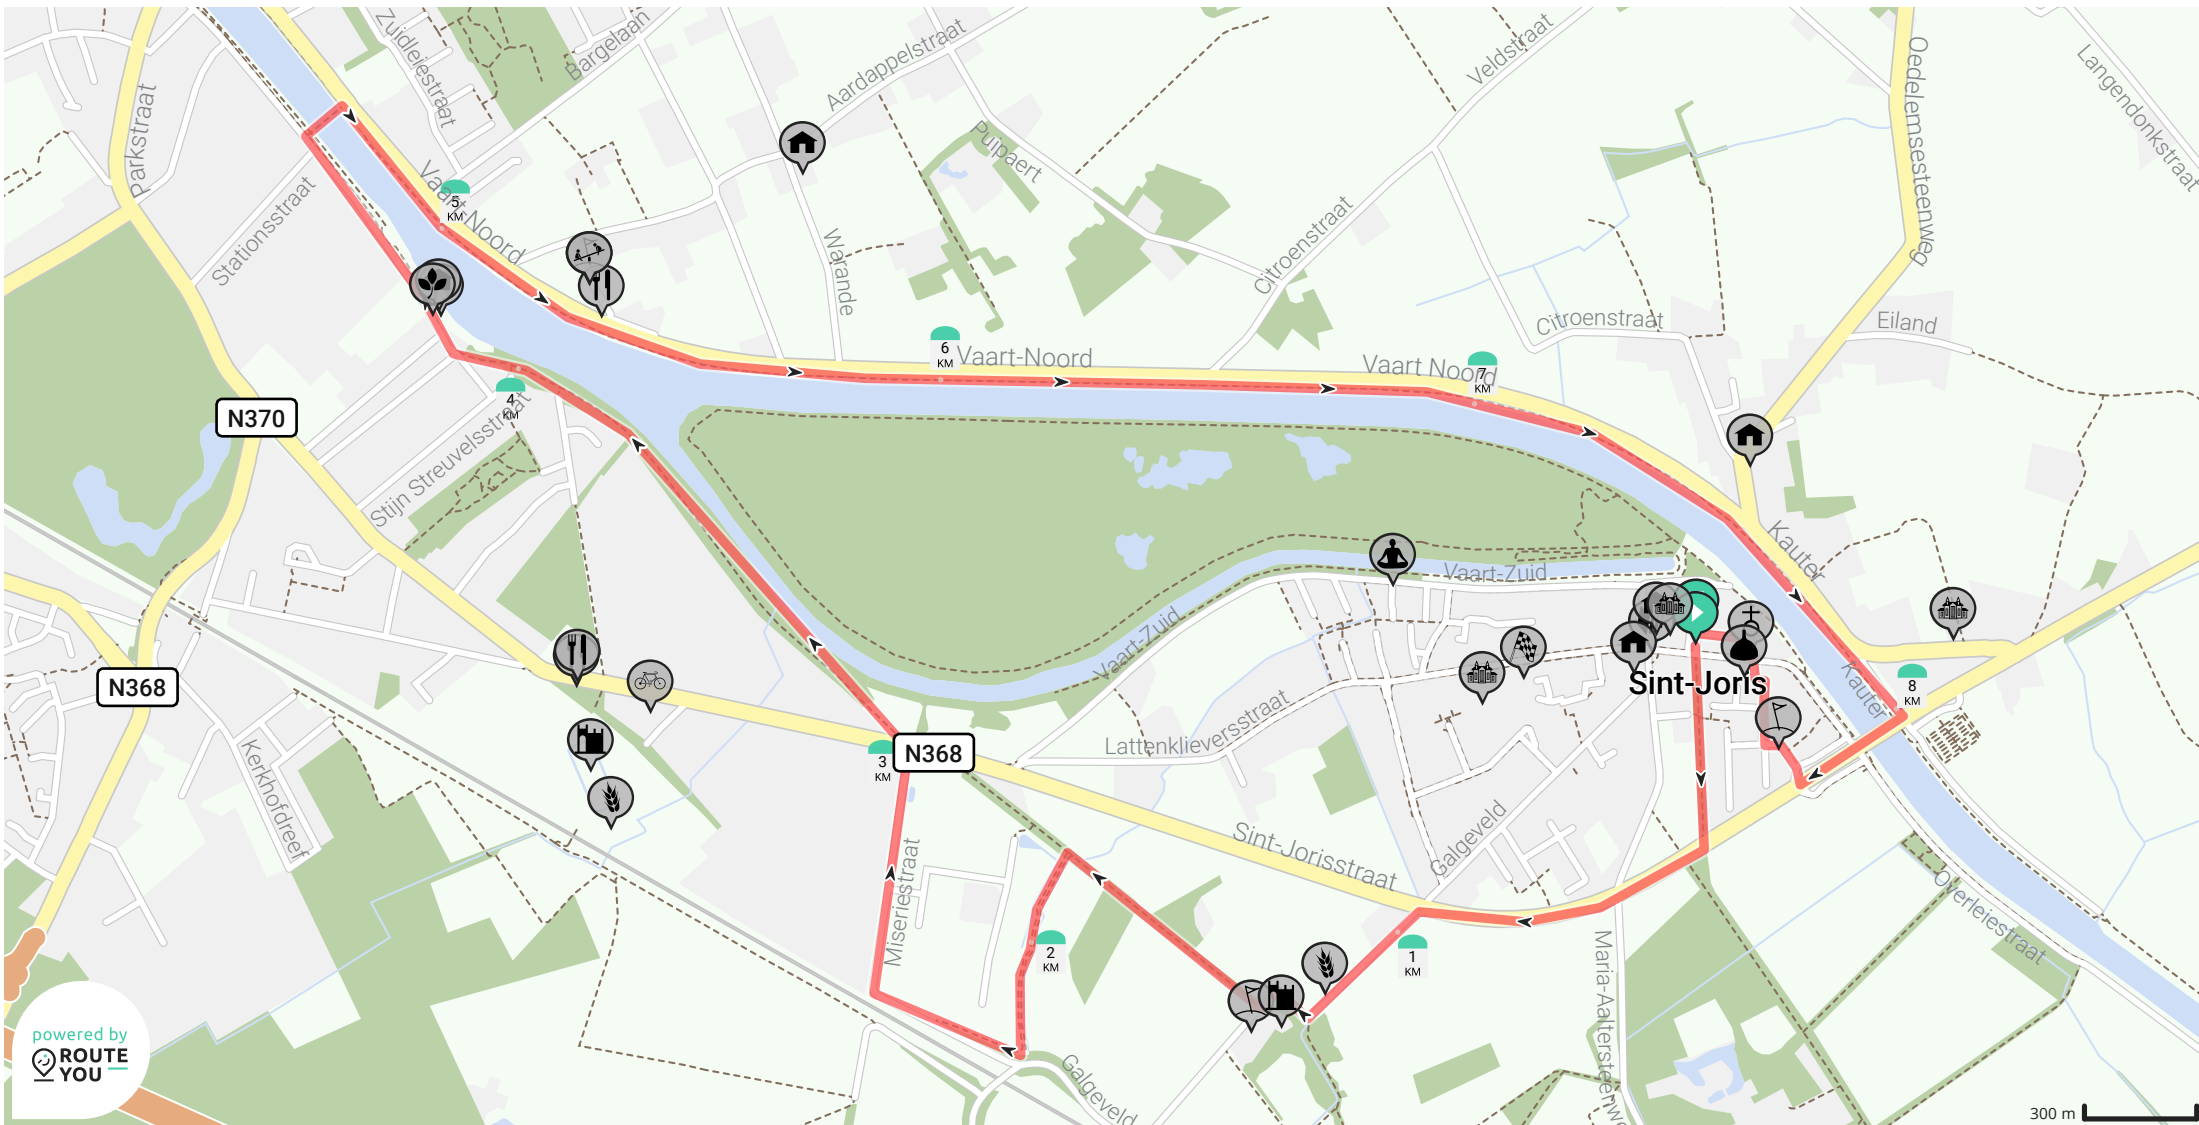 Zuidleiestraat
Bargelaan
Aardappelstraat
Veldstraat
Oedelemsesteenweg
Langendonkstraat
Parkstraat
Puipaert
Stationsstraat
Vaart-Noord
5
KM
Warande
Citroenstraat
Citroenstraat
Eiland
6
KM
Vaart-Noord
Vaart Noord
7
KM
4
KM
N370
Stijn Streuvelsstraat
Kauter
Vaart-Zuid
Vaart-Zuid
Sint-Joris
Kauter
8
KM
N368
Lattenklieversstraat
N368
3
KM
Kerkhofdreef
Galgeveld
Sint-Jorisstraat
Miseriestraat
Overleiestraat
2
KM
1
KM
Maria-Aaltersteenwe
Galgeveld
powered by
ROUTE
YOU
300 m